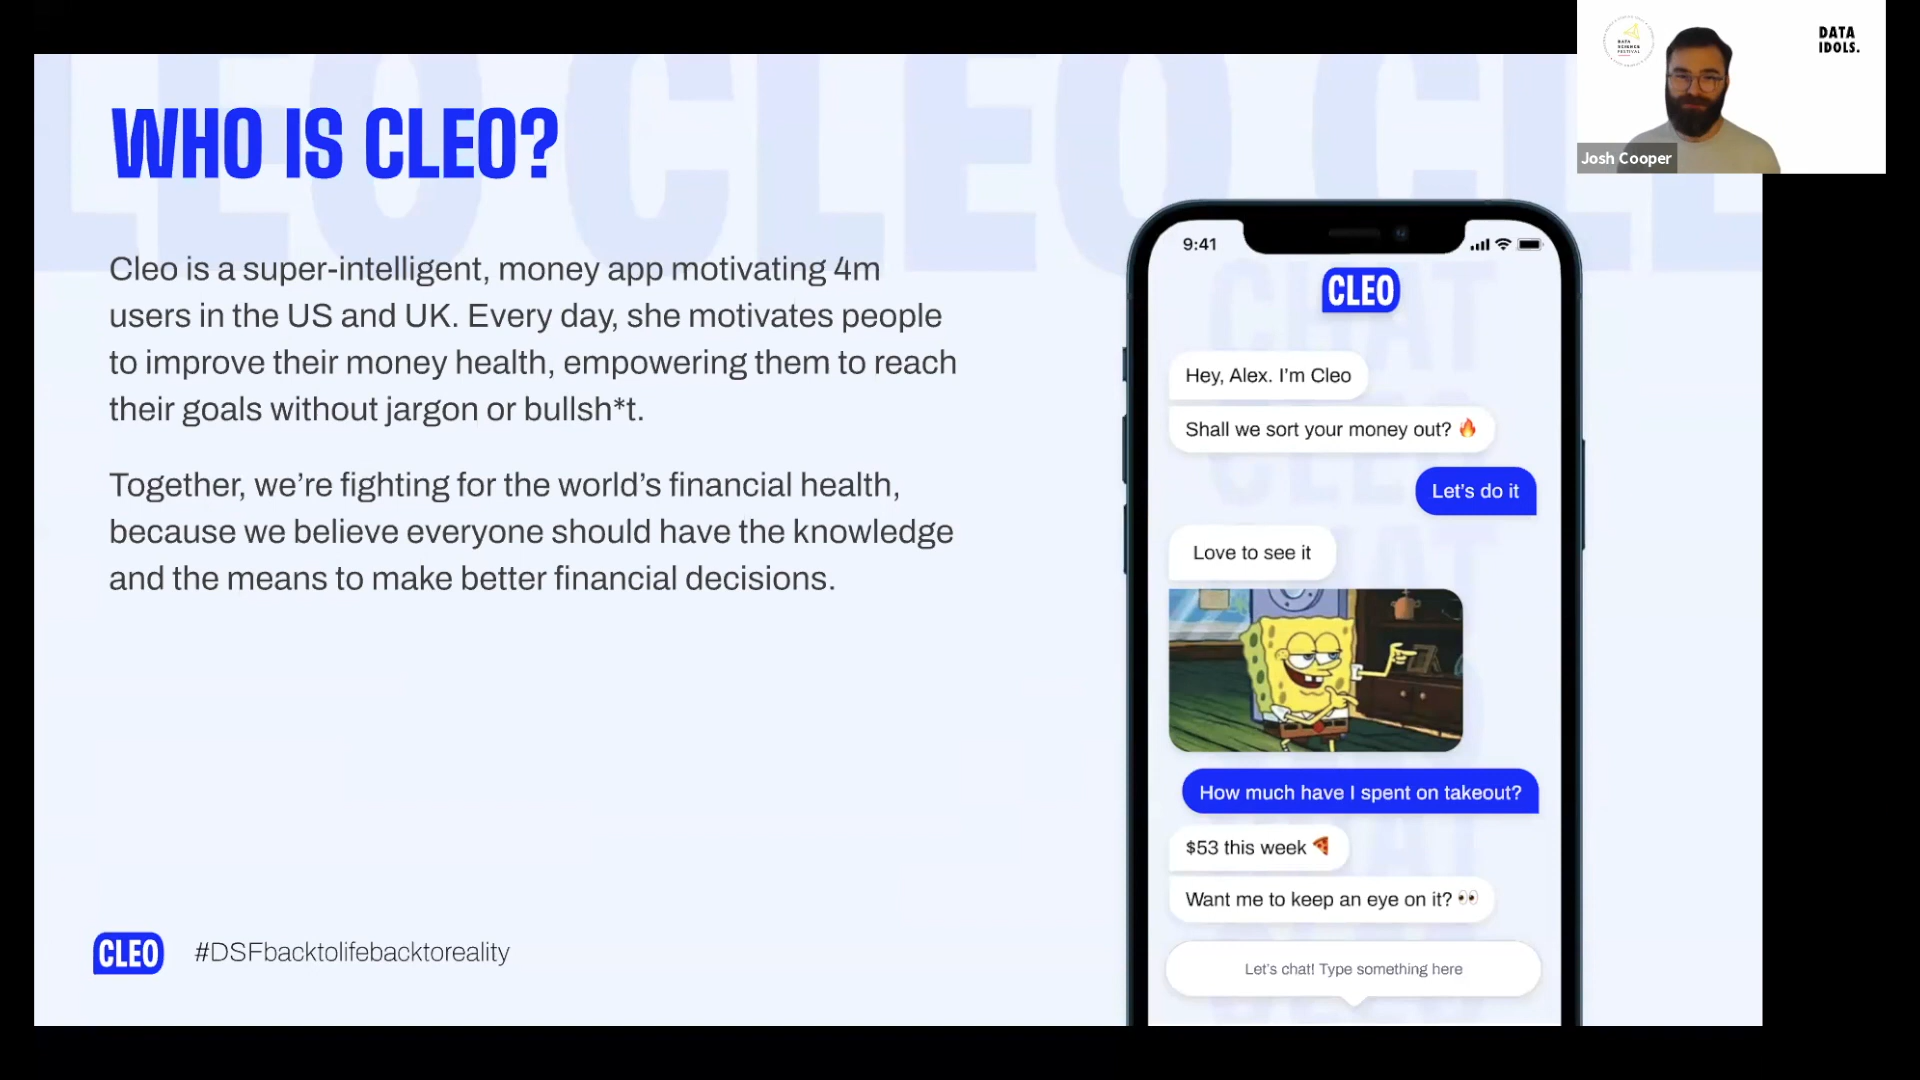 WHO IS CLEO?
Cleo is a super-intelligent, money app motivating 4m
users in the US and UK. Every day, she motivates people
to improve their money health, empowering them to reach
their goals without jargon or bullsh*t.
Together, we’re fighting for the world’s financial health,
because we believe everyone should have the knowledge
and the means to make better financial decisions.
CLEO
#DSFbacktolifebacktoreality
9:41
CLEO
Hey, Alex. I’m Cleo
Shall we sort your money out? 🔥
Let’s do it
Love to see it
How much have I spent on takeout?
$53 this week 🍕
Want me to keep an eye on it? 👀
Let’s chat! Type something here
DATA
SCIENCE
FESTIVAL
DATA
IDOLS.
Josh Cooper